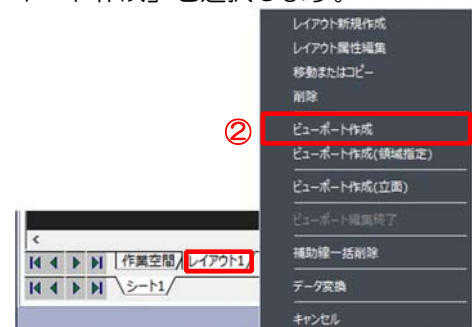 ート作成」を選択します。
レイアウト新規作成
レイアウト属性編集
移動またはコピー
削除
②
ビューポート作成
ビューポート作成(領域指定)
ビューポート作成(立面)
ビューポート編集終了
補助線一括削除
データ変換
キャンセル
作業空間 レイアウト1
シート1